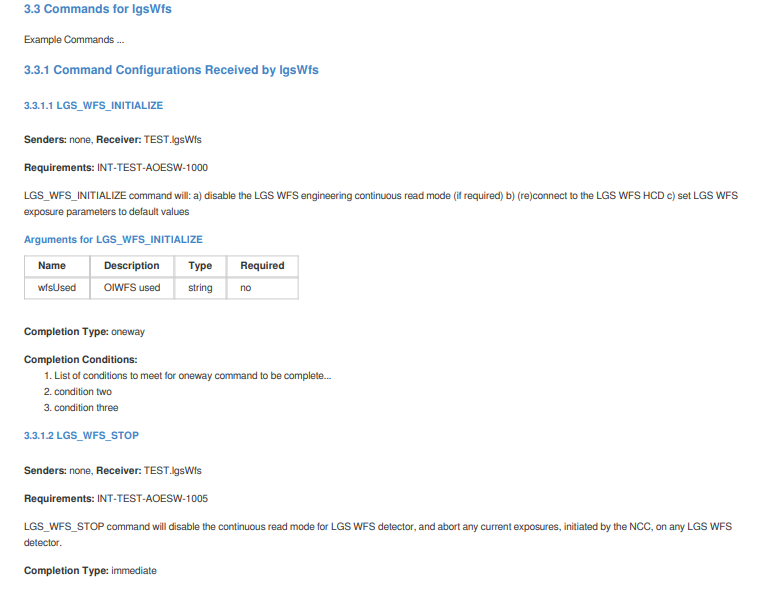 3.3 Commands for lgsWfs
Example Commands ...
3.3.1 Command Configurations Received by lgsWfs
3.3.1.1 LGS_WFS_INITIALIZE
Senders: none, Receiver: TEST.lgsWfs
Requirements: INT-TEST-AOESW-1000
LGS_WFS_INITIALIZE command will: a) disable the LGS WFS engineering continuous read mode (if required) b) (re)connect to the LGS WFS HCD c) set LGS WFS
exposure parameters to default values
Arguments for LGS_WFS_INITIALIZE
Name Description Type Required
wfsUsed OIWFS used string no
Completion Type: oneway
Completion Conditions:
1. List of conditions to meet for oneway command to be complete...
2. condition two
3. condition three
3.3.1.2 LGS_WFS_STOP
Senders: none, Receiver: TEST.lgsWfs
Requirements: INT-TEST-AOESW-1005
LGS_WFS_STOP command will disable the continuous read mode for LGS WFS detector, and abort any current exposures, initiated by the NCC, on any LGS WFS
detector.
Completion Type: immediate